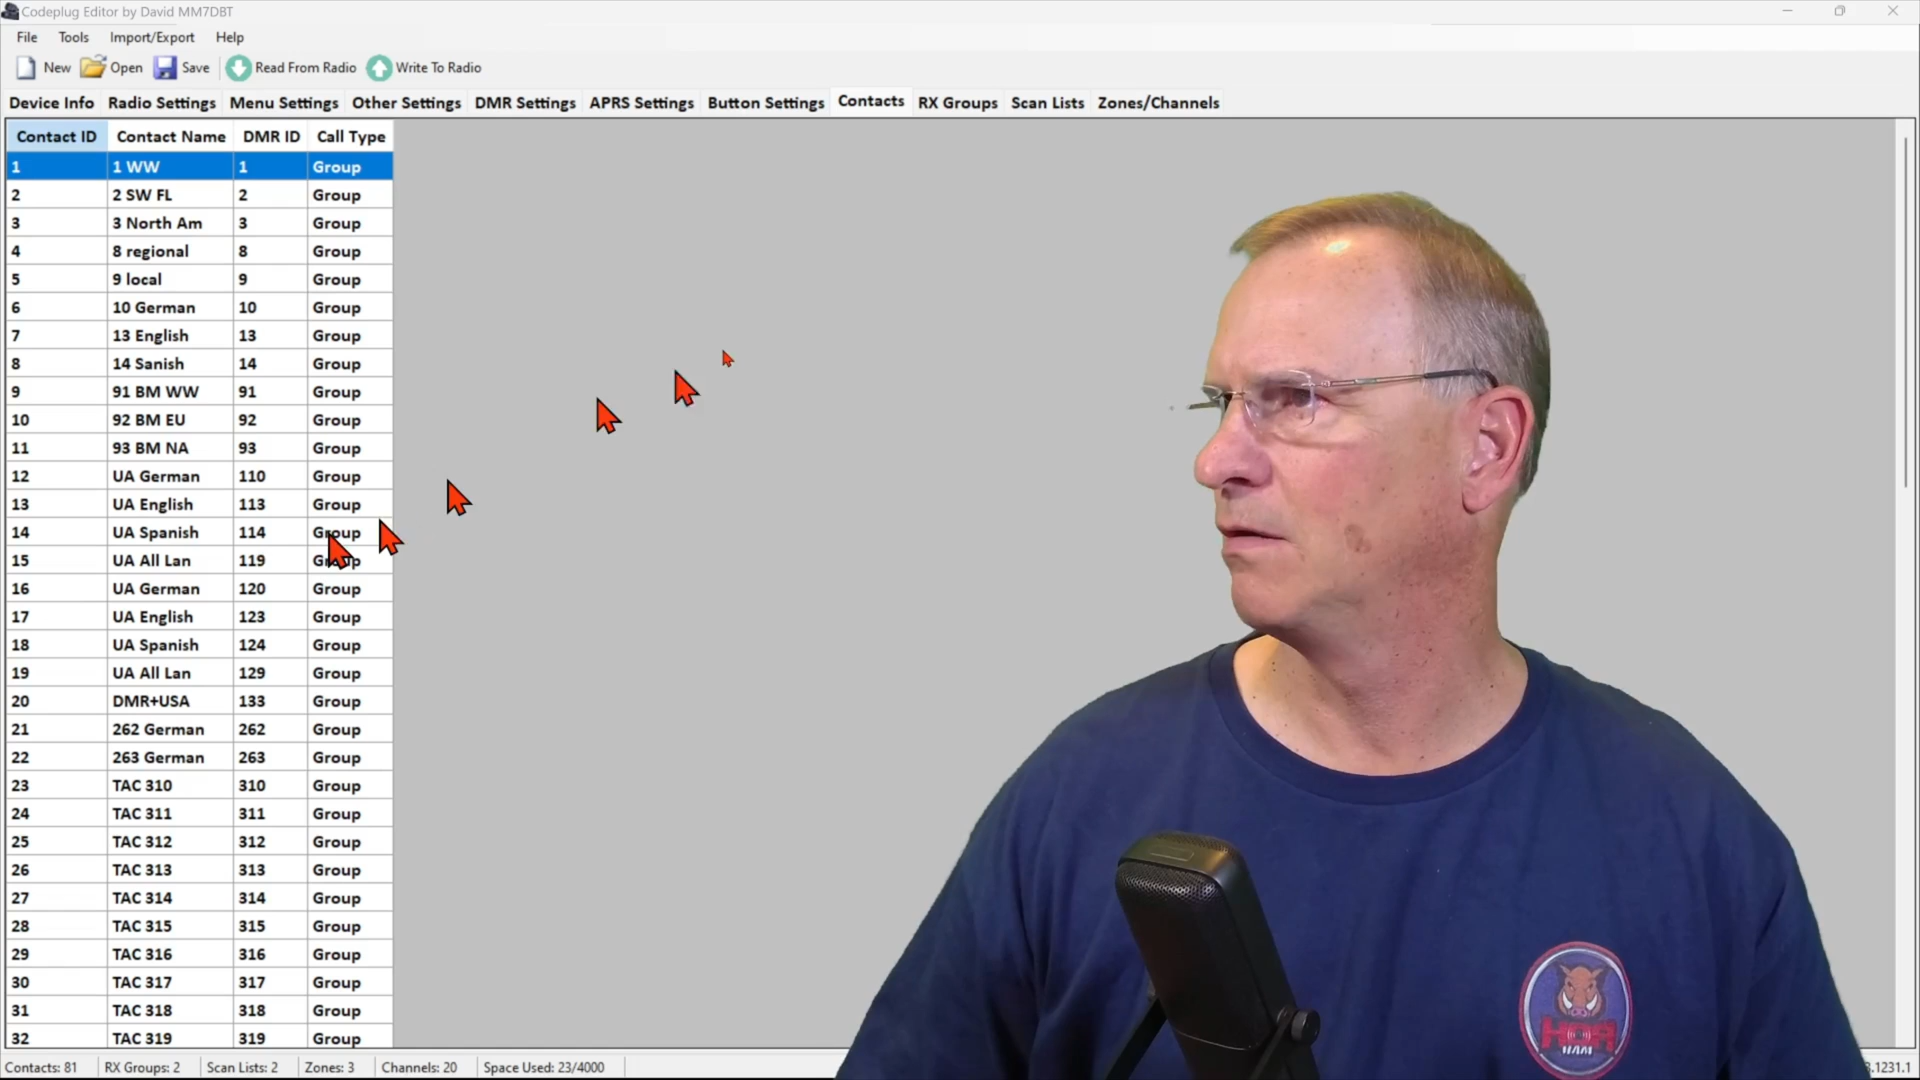 Codeplug Editor by David MM7DBT
File Tools Import/Export Help
New Open Save Read From Radio Write To Radio
Device Info Radio Settings Menu Settings Other Settings DMR Settings APRS Settings Button Settings Contacts RX Groups Scan Lists Zones/Channels
Contact ID Contact Name DMR ID Call Type
1 1 WW 1 Group
2 2 SW FL 2 Group
3 3 North Am 3 Group
4 8 regional 8 Group
5 9 local 9 Group
6 10 German 10 Group
7 13 English 13 Group
8 14 Sanish 14 Group
9 91 BM WW 91 Group
10 92 BM EU 92 Group
11 93 BM NA 93 Group
12 UA German 110 Group
13 UA English 113 Group
14 UA Spanish 114 Group
15 UA All Lan 119 Group
16 UA German 120 Group
17 UA English 123 Group
18 UA Spanish 124 Group
19 UA All Lan 129 Group
20 DMR+USA 133 Group
21 262 German 262 Group
22 263 German 263 Group
23 TAC 310 310 Group
24 TAC 311 311 Group
25 TAC 312 312 Group
26 TAC 313 313 Group
27 TAC 314 314 Group
28 TAC 315 315 Group
29 TAC 316 316 Group
30 TAC 317 317 Group
31 TAC 318 318 Group
32 TAC 319 319 Group
HAM
Contacts: 81 RX Groups: 2 Scan Lists: 2 Zones: 3 Channels: 20 Space Used: 23/4000 .1231.1